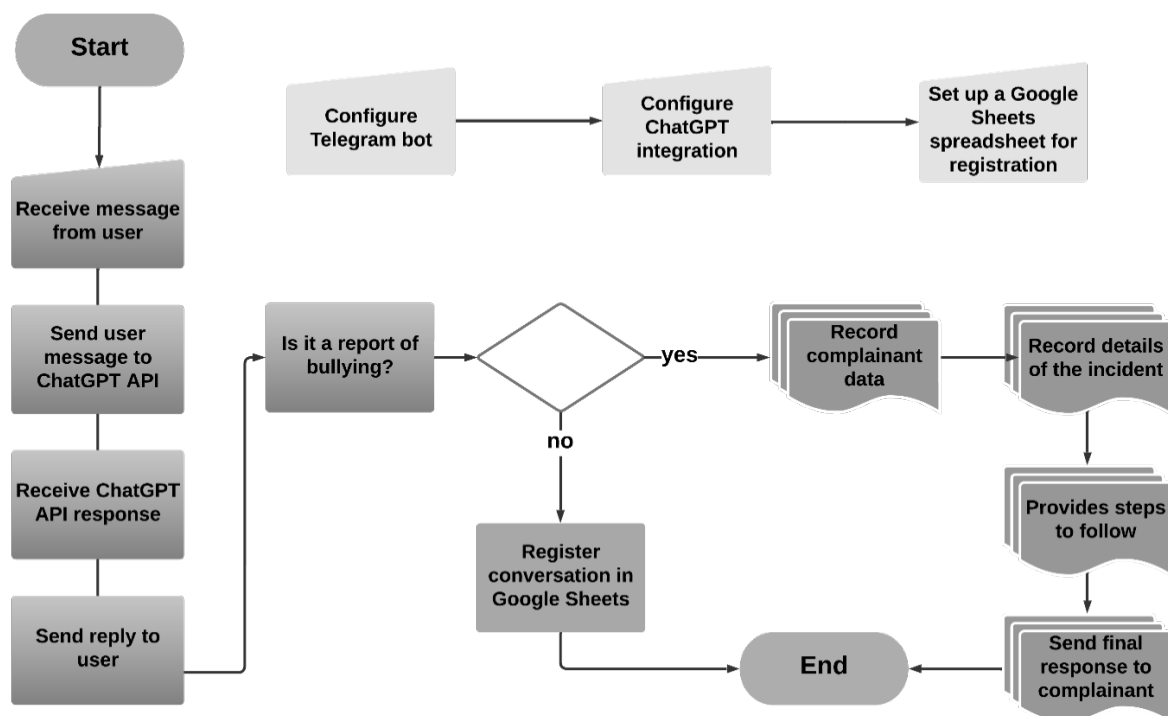 Start
Configure
Telegram bot
Configure
ChatGPT
integration
Set up a Google
Sheets
spreadsheet for
registration
Receive message
from user
Send user
message to
ChatGPT API
Receive ChatGPT
API response
Send reply to
user
Is it a report of
bullying?
yes
no
Record
complainant
data
Record details
of the incident
Provides steps
to follow
Register
conversation in
Google Sheets
End
Send final
response to
complainant